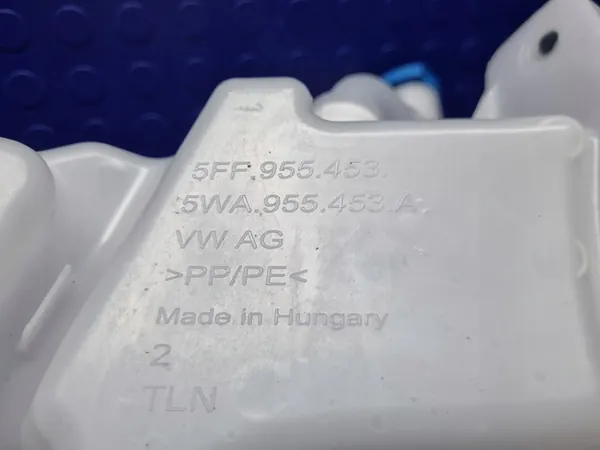 5FF.955.453.
5WA.955.453.A
VW AG
>PP/PE<
Made in Hungary
2
TLN